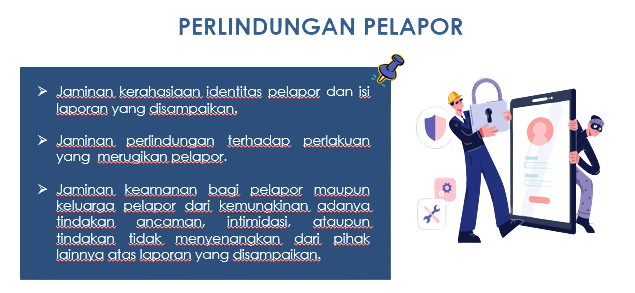 PERLINDUNGAN PELAPOR
➢ Jaminan kerahasiaan identitas pelapor dan isi
laporan yang disampaikan.
➢ Jaminan perlindungan terhadap perlakuan
yang merugikan pelapor.
➢ Jaminan keamanan bagi pelapor maupun
keluarga pelapor dari kemungkinan adanya
tindakan ancaman, intimidasi, ataupun
tindakan tidak menyenangkan dari pihak
lainnya atas laporan yang disampaikan.